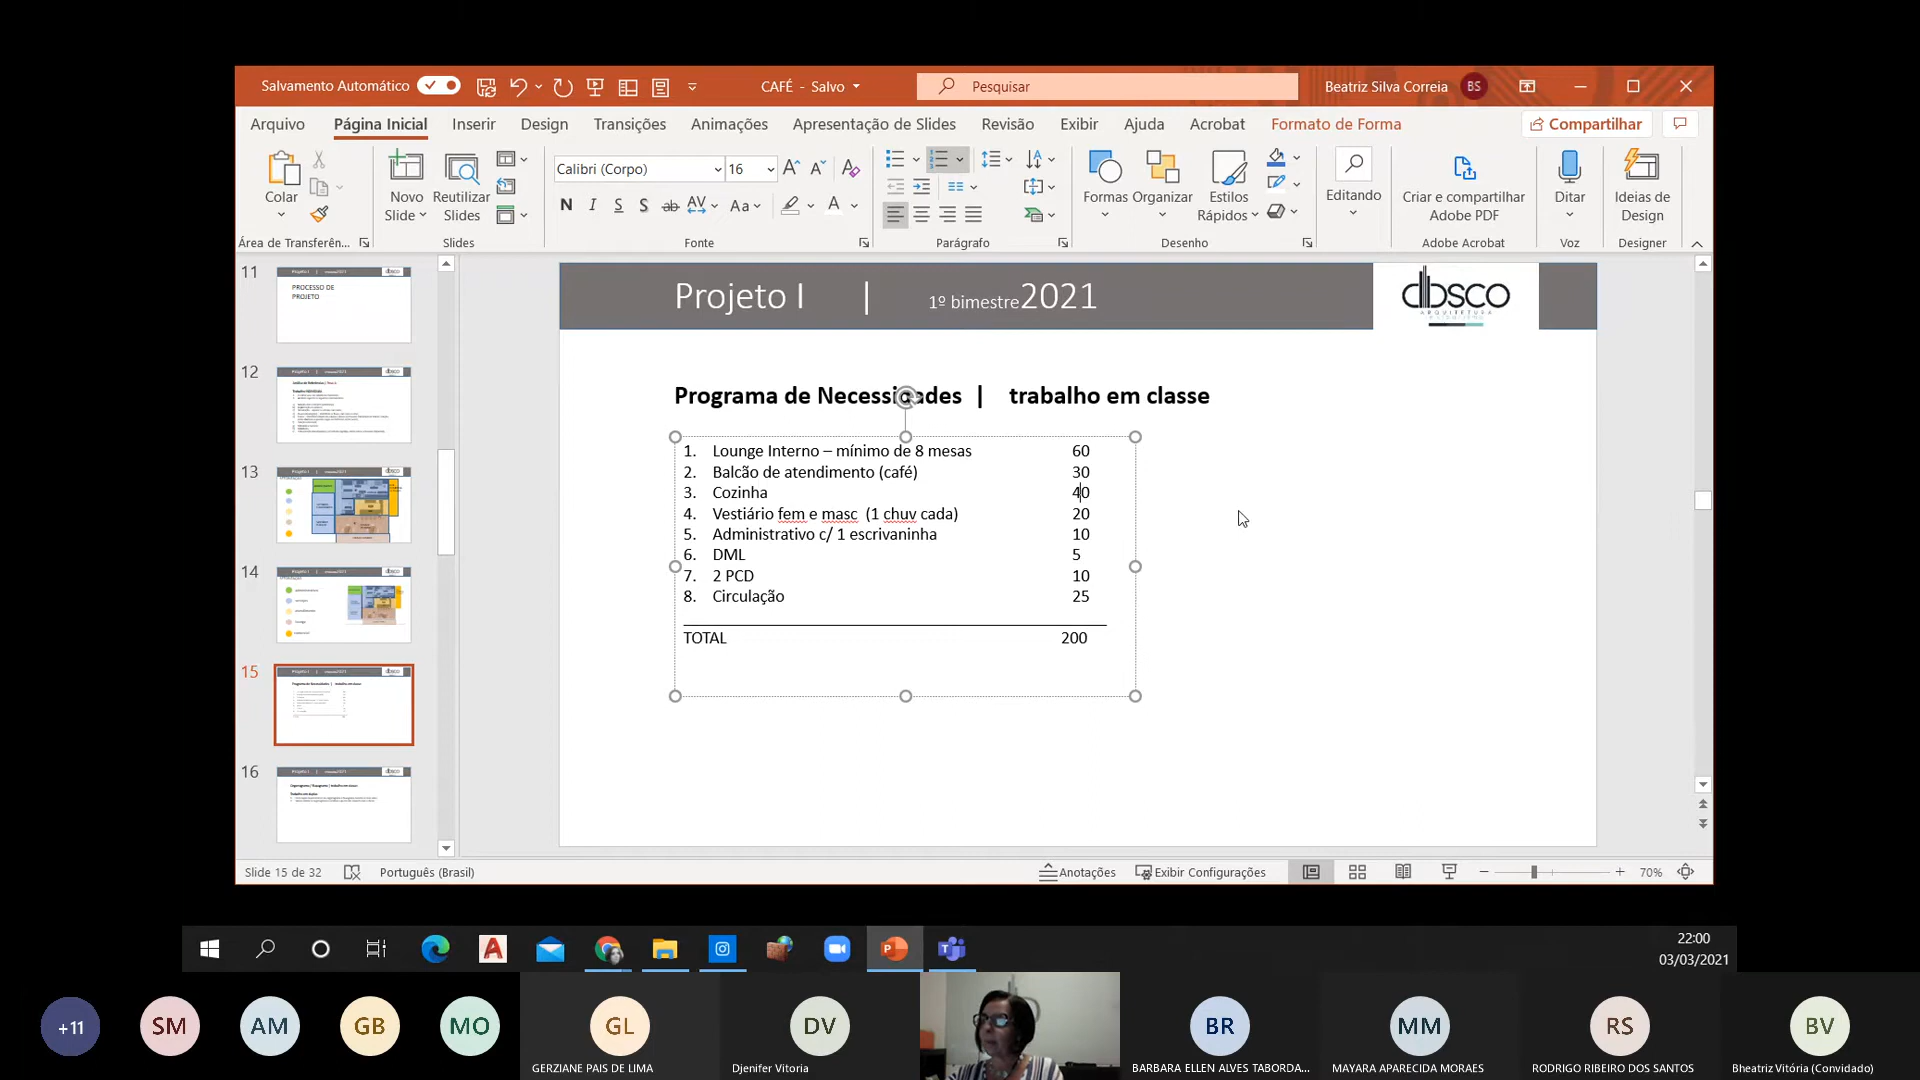 Salvamento Automático
CAFÉ - Salvo
Pesquisar
Beatriz Silva Correia
BS
Arquivo
Página Inicial
Inserir
Design
Transições
Animações
Apresentação de Slides
Revisão
Exibir
Ajuda
Acrobat
Formato de Forma
Compartilhar
Colar
Novo
Slide
Reutilizar
Slides
Calibri (Corpo)
16
N
I
S
S
ab
AV
Aa
A
Formas
Organizar
Estilos
Rápidos
Editando
Criar e compartilhar
Adobe PDF
Ditar
Ideias de
Design
Área de Transferên...
Slides
Fonte
Parágrafo
Desenho
Adobe Acrobat
Voz
Designer
11
PROCESSO DE
PROJETO
12
13
14
15
16
Projeto I | 1º bimestre2021
dbsco
ARQUITETURA
Programa de Necessidades | trabalho em classe
1. Lounge Interno – mínimo de 8 mesas 60
2. Balcão de atendimento (café) 30
3. Cozinha 40
4. Vestiário fem e masc (1 chuv cada) 20
5. Administrativo c/ 1 escrivaninha 10
6. DML 5
7. 2 PCD 10
8. Circulação 25
TOTAL 200
Slide 15 de 32
Português (Brasil)
Anotações
Exibir Configurações
70%
22:00
03/03/2021
+11
SM
AM
GB
MO
GL
GERZIANE PAIS DE LIMA
DV
Djenifer Vitoria
BR
BARBARA ELLEN ALVES TABORDA...
MM
MAYARA APARECIDA MORAES
RS
RODRIGO RIBEIRO DOS SANTOS
BV
Bheatriz Vitória (Convidado)